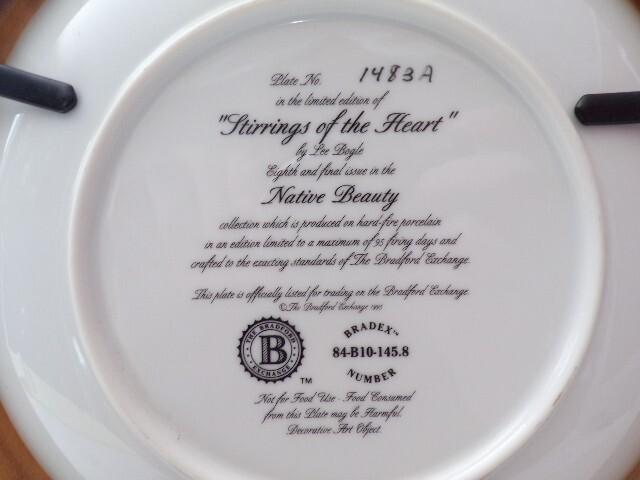 Plate No. 1483A
in the limited edition of
"Stirrings of the Heart"
by Lee Bogle
Eighth and final issue in the
Native Beauty
collection which is produced on hard-fire porcelain
in an edition limited to a maximum of 95 firing days and
crafted to the exacting standards of The Bradford Exchange.
This plate is officially listed for trading on the Bradford Exchange.
©The Bradford Exchange 1995
THE BRADFORD
B
EXCHANGE
TM
BRADEX™
84-B10-145.8
NUMBER
Not for Food Use - Food Consumed
from this Plate may be Harmful.
Decorative Art Object.